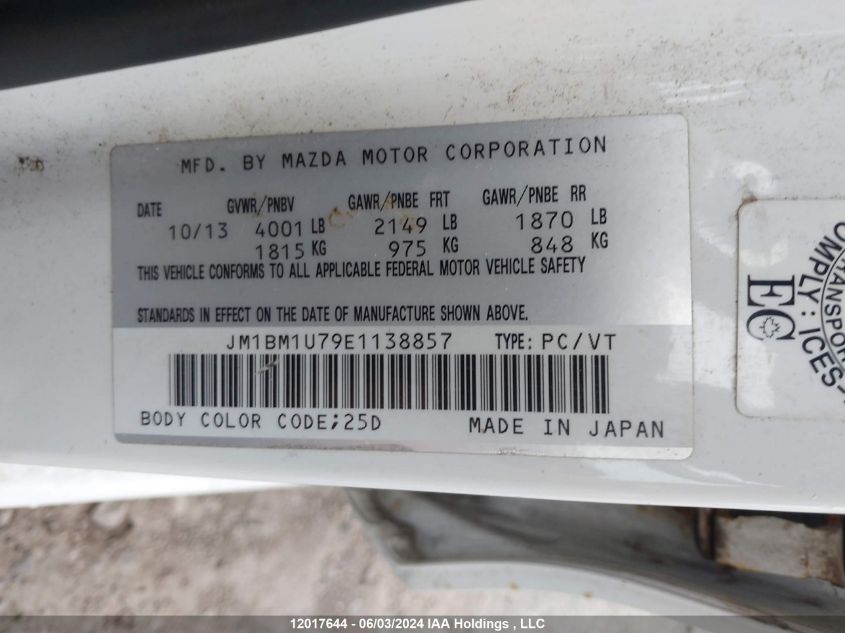 MFD. BY MAZDA MOTOR CORPORATION
DATE GVWR/PNBV GAWR/PNBE FRT GAWR/PNBE RR
10/13 4001 LB 2149 LB 1870 LB
1815 KG 975 KG 848 KG
THIS VEHICLE CONFORMS TO ALL APPLICABLE FEDERAL MOTOR VEHICLE SAFETY
STANDARDS IN EFFECT ON THE DATE OF MANUFACTURE SHOWN ABOVE.
JM1BM1U79E1138857 TYPE: PC/VT
BODY COLOR CODE;25D MADE IN JAPAN
EC
12017644 - 06/03/2024 IAA Holdings , LLC